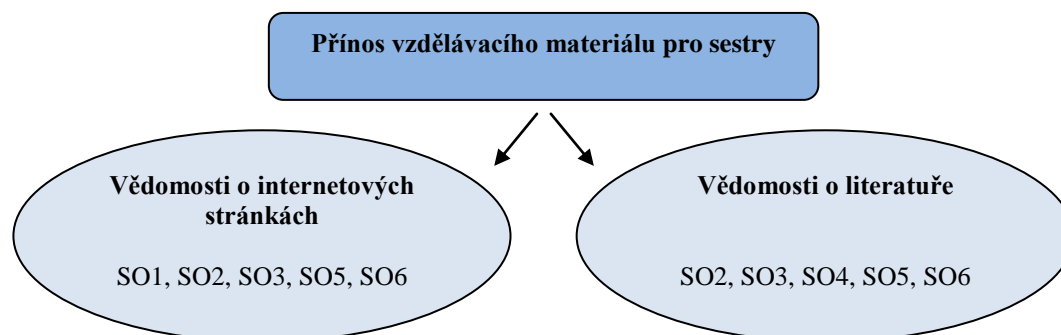 Přínos vzdělávacího materiálu pro sestry
Vědomosti o internetových
stránkách
SO1, SO2, SO3, SO5, SO6
Vědomosti o literatuře
SO2, SO3, SO4, SO5, SO6